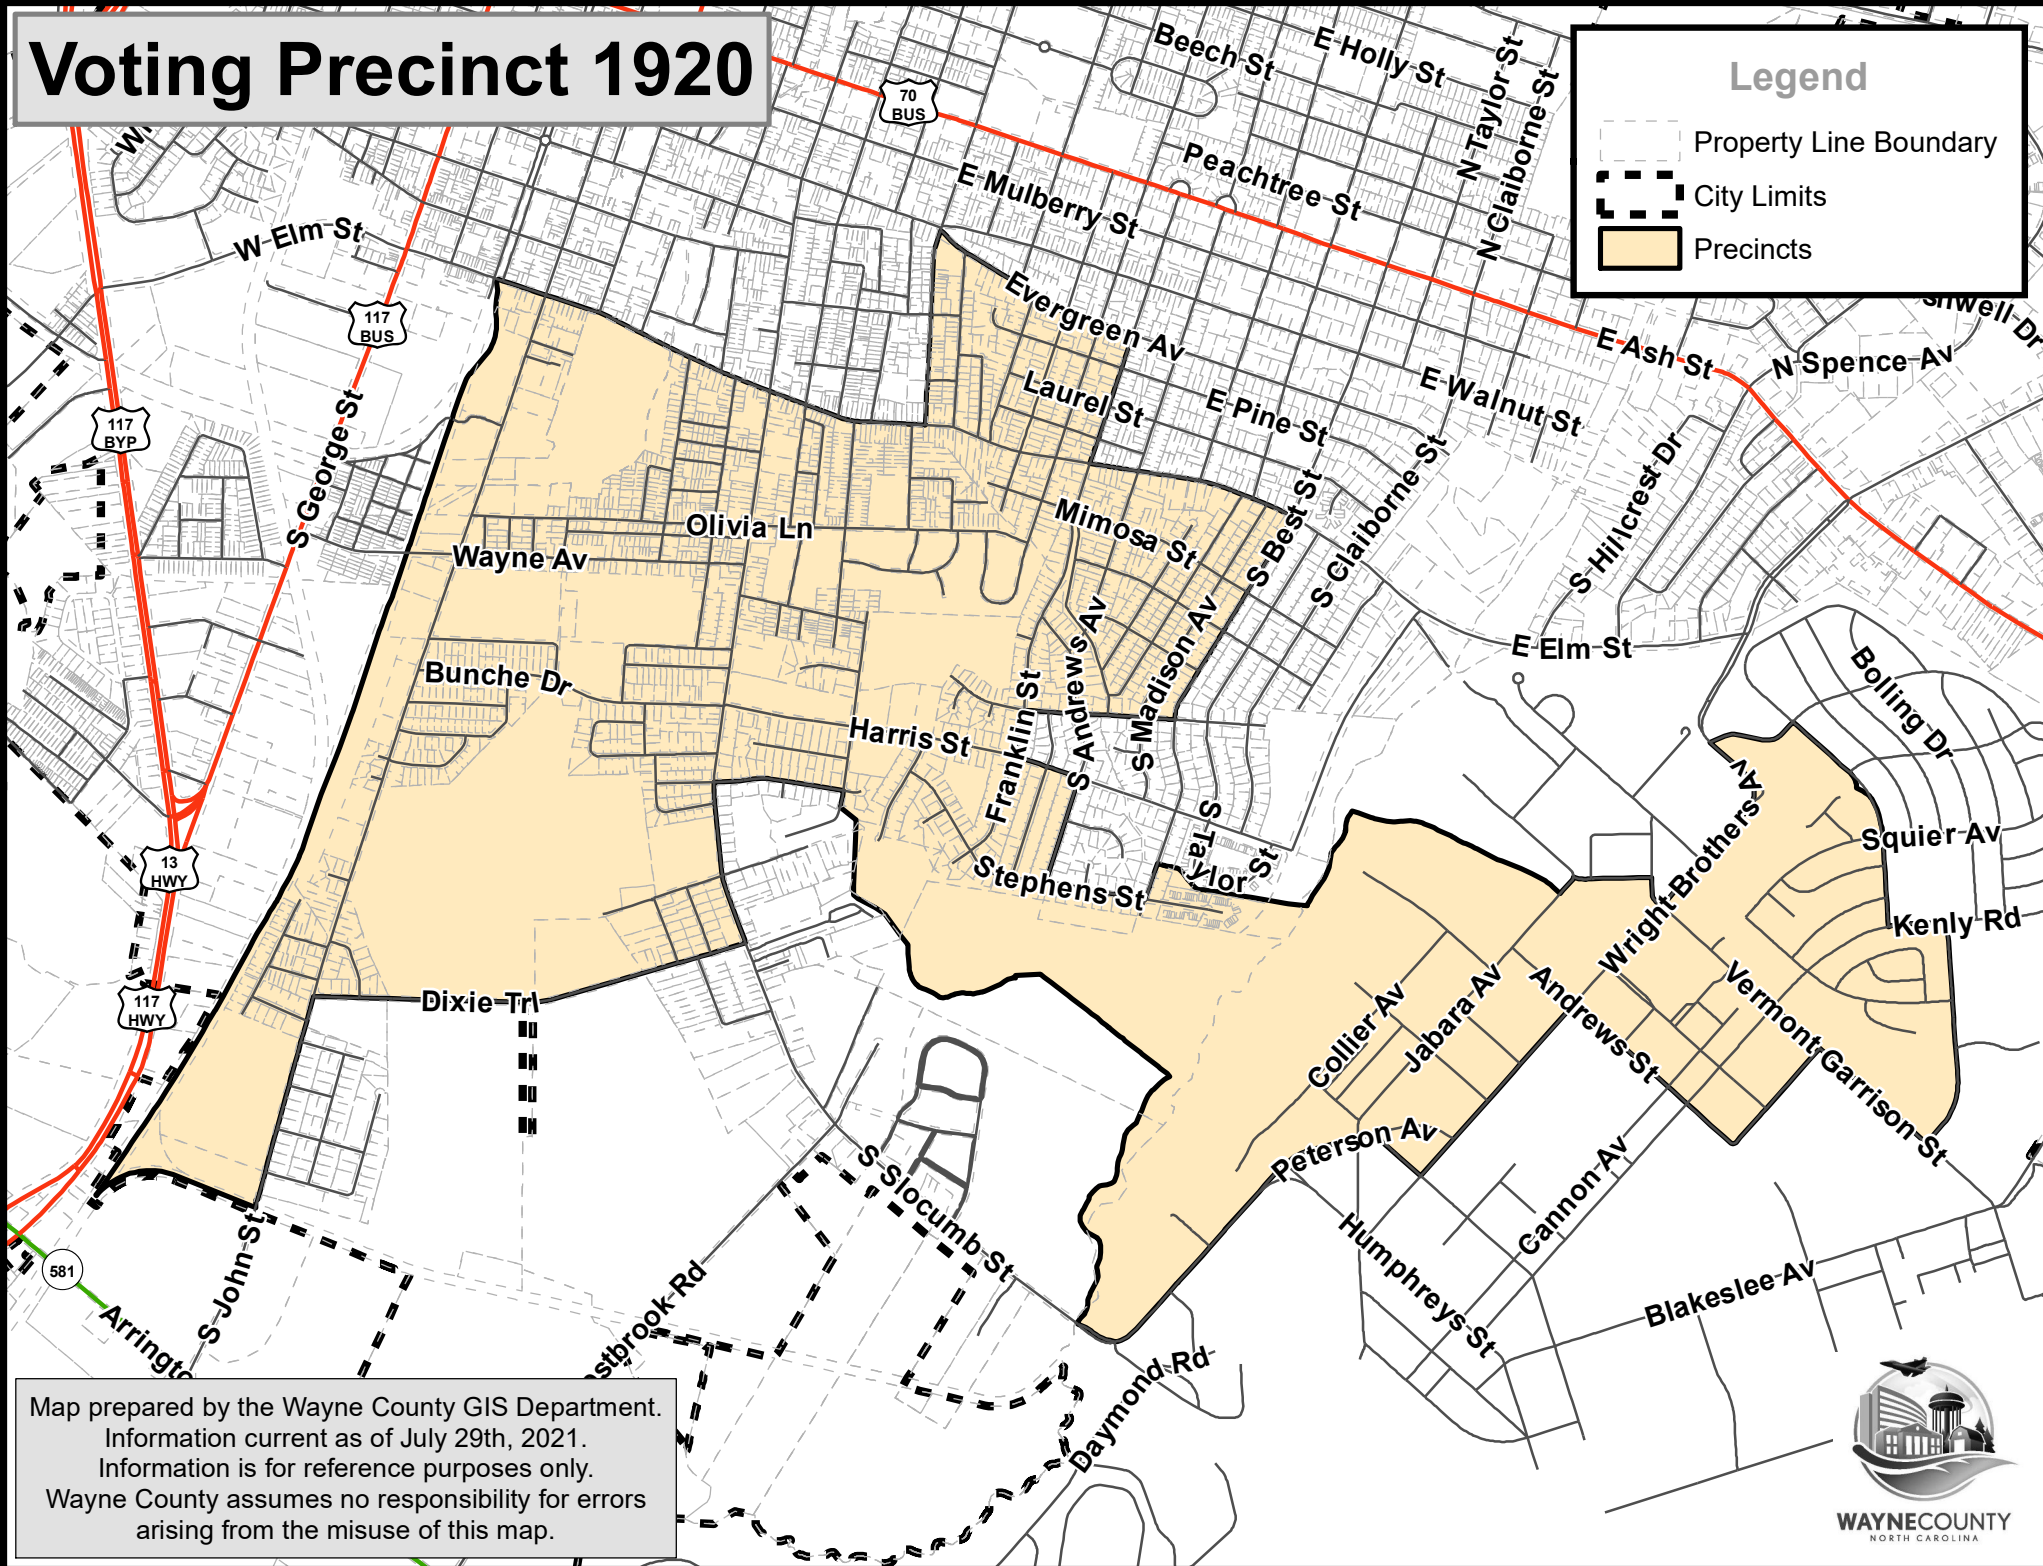 Voting Precinct 1920
Legend
Property Line Boundary
City Limits
Precincts
Beech St
E Holly St
N Taylor St
N Claiborne St
70
BUS
Peachtree St
E Mulberry St
W Elm St
117
BUS
Evergreen Av
E Ash St
N Spence Av
Laurel St
E Pine St
E Walnut St
117
BYP
S George St
S Best St
S Claiborne St
S Hillcrest Dr
Olivia Ln
Mimosa St
Wayne Av
E Elm St
Bunche Dr
S Andrews Av
S Madison Av
Bolling Dr
Harris St
Franklin St
S Taylor St
Wright Brothers Av
Squier Av
13
HWY
Stephens St
Kenly Rd
117
HWY
Dixie Trl
Collier Av
Jabara Av
Andrews St
Vermont Garrison St
Peterson Av
S Slocumb St
Cannon Av
Humphreys St
S John St
581
Blakeslee Av
Daymond Rd
Map prepared by the Wayne County GIS Department.
Information current as of July 29th, 2021.
Information is for reference purposes only.
Wayne County assumes no responsibility for errors
arising from the misuse of this map.
WAYNECOUNTY
NORTH CAROLINA